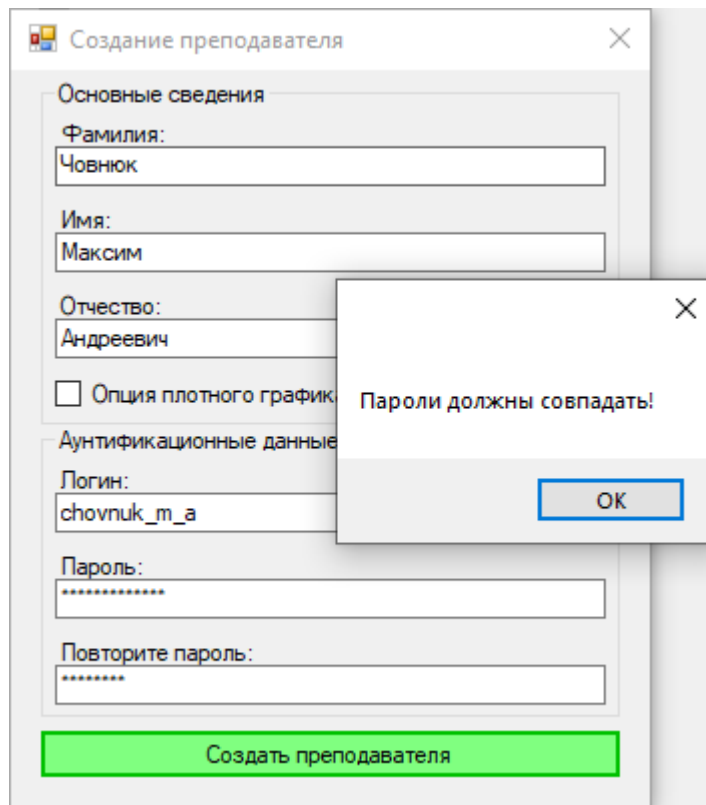 Создание преподавателя
Основные сведения
Фамилия:
Човнюк
Имя:
Максим
Отчество:
Андреевич
Опция плотного график
Пароли должны совпадать!
OK
Аунтификационные данные
Логин:
chovnuk_m_a
Пароль:
*************
Повторите пароль:
********
Создать преподавателя